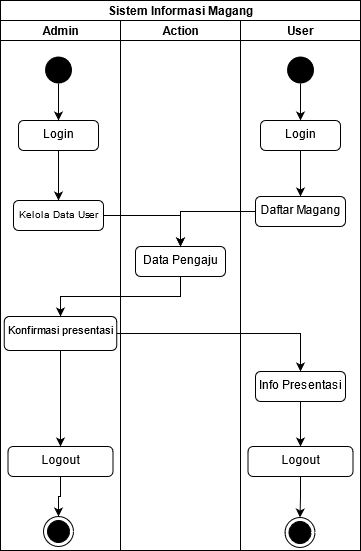 Sistem Informasi Magang
Admin
Action
User
Login
Login
Kelola Data User
Daftar Magang
Data Pengaju
Konfirmasi presentasi
Info Presentasi
Logout
Logout